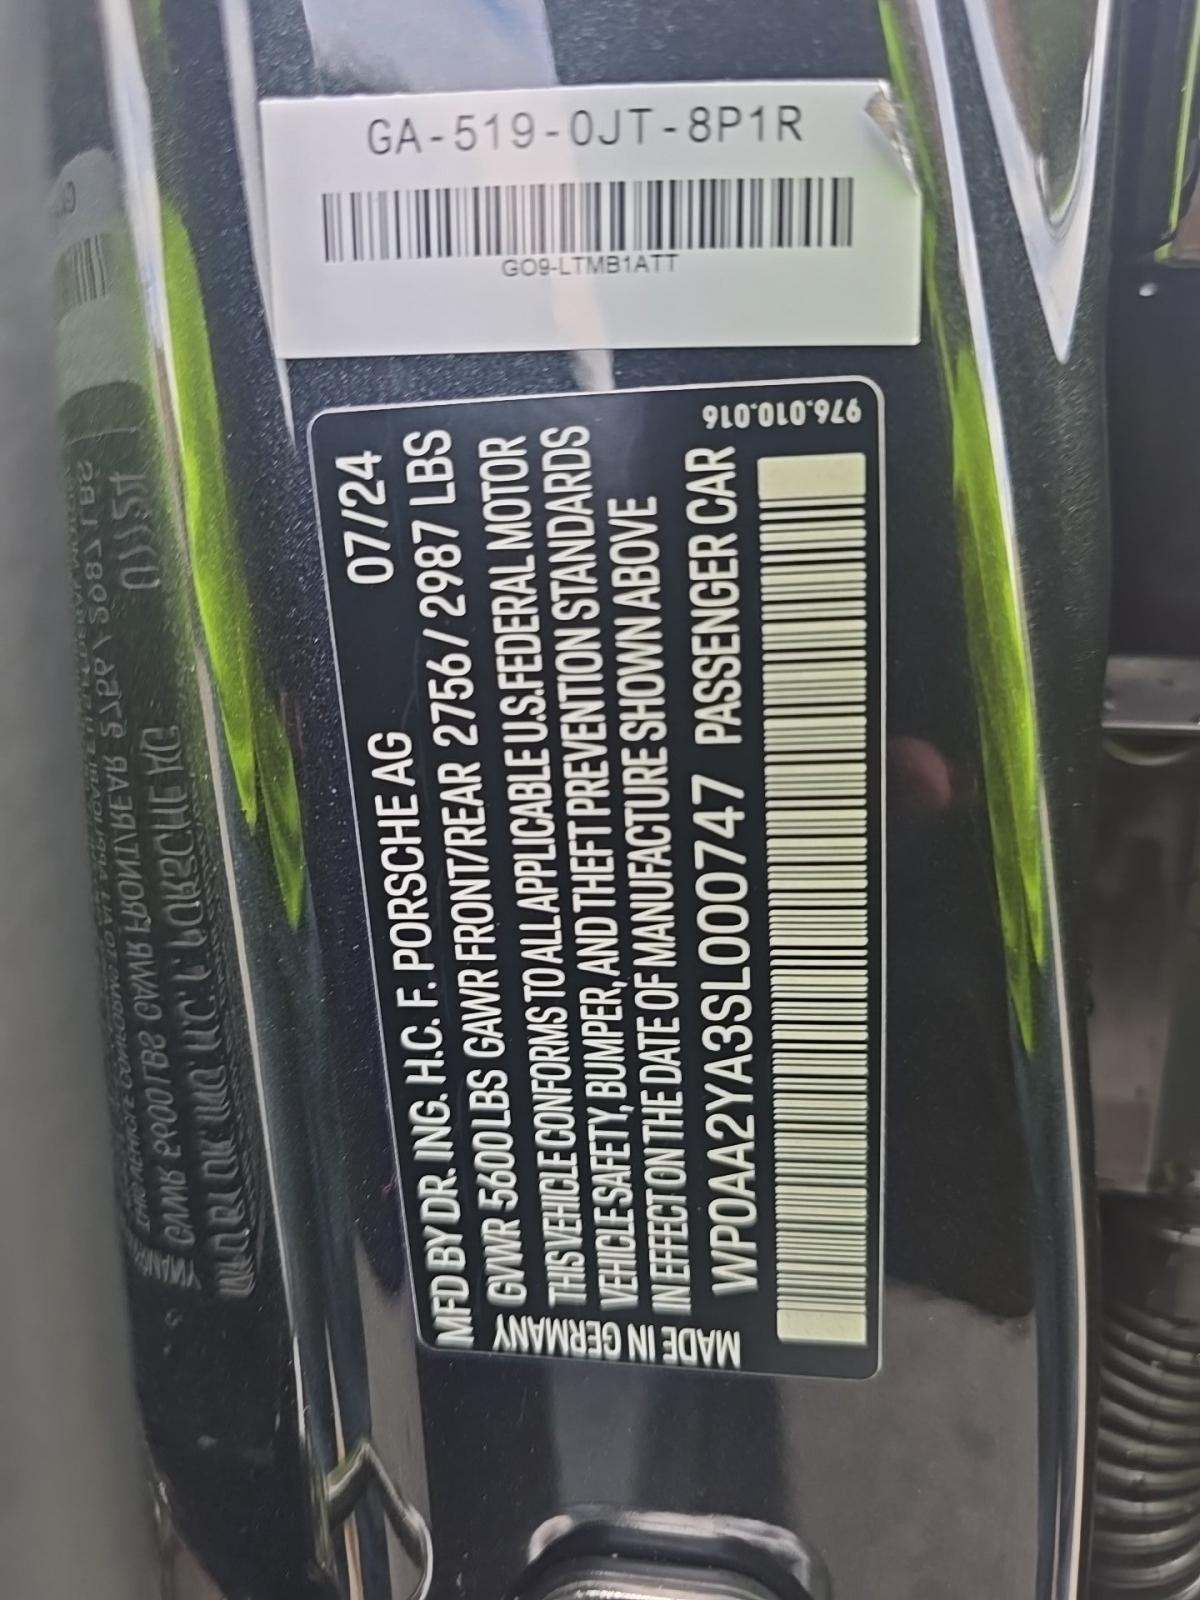 GA-519-0JT-8P1R
GO9-LTMB1ATT
976.010.016
MFD BY DR. ING. H.C. F. PORSCHE AG 07/24
GVWR 5600 LBS GAWR FRONT/REAR 2756/2987 LBS
THIS VEHICLE CONFORMS TO ALL APPLICABLE U.S.FEDERAL MOTOR
VEHICLE SAFETY, BUMPER, AND THEFT PREVENTION STANDARDS
IN EFFECT ON THE DATE OF MANUFACTURE SHOWN ABOVE
WP0AA2YA3SL000747 PASSENGER CAR
MADE IN GERMANY